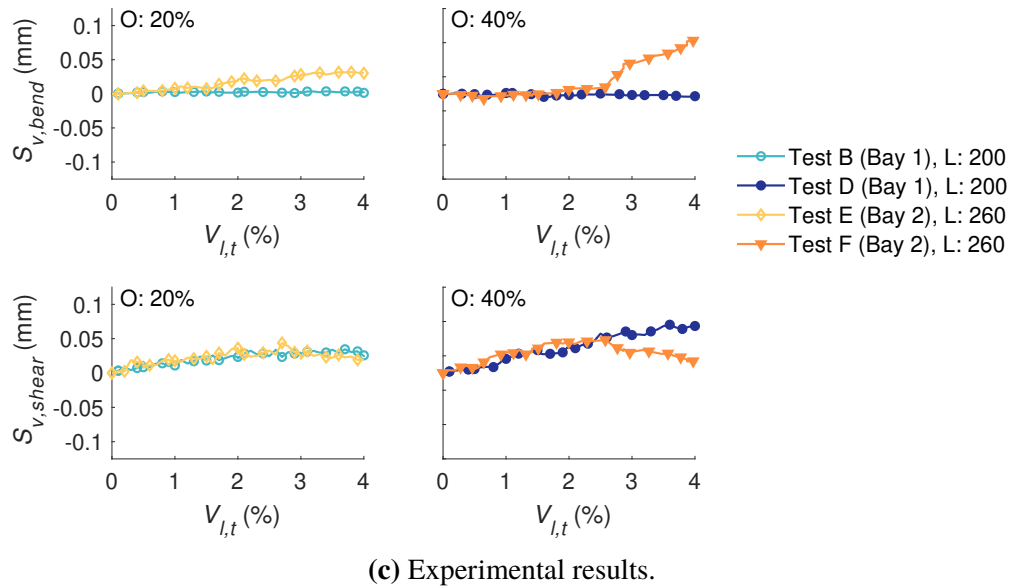 O: 20%
O: 40%
0.1
0.05
0
-0.05
-0.1
S_v,bend (mm)
0 1 2 3 4
0 1 2 3 4
V_l,t (%)
V_l,t (%)
Test B (Bay 1), L: 200
Test D (Bay 1), L: 200
Test E (Bay 2), L: 260
Test F (Bay 2), L: 260
O: 20%
O: 40%
0.1
0.05
0
-0.05
-0.1
S_v,shear (mm)
0 1 2 3 4
0 1 2 3 4
V_l,t (%)
V_l,t (%)
(c) Experimental results.